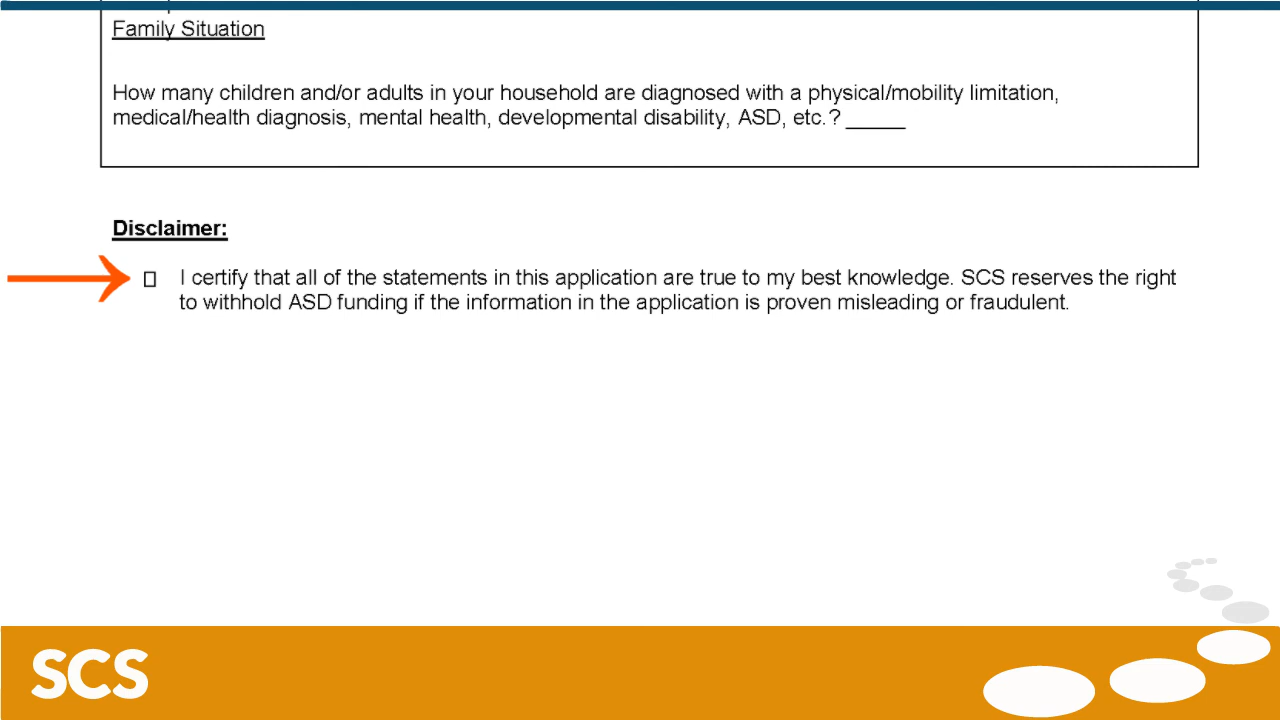 Family Situation
How many children and/or adults in your household are diagnosed with a physical/mobility limitation,
medical/health diagnosis, mental health, developmental disability, ASD, etc.? _____
Disclaimer:
I certify that all of the statements in this application are true to my best knowledge. SCS reserves the right
to withhold ASD funding if the information in the application is proven misleading or fraudulent.
SCS